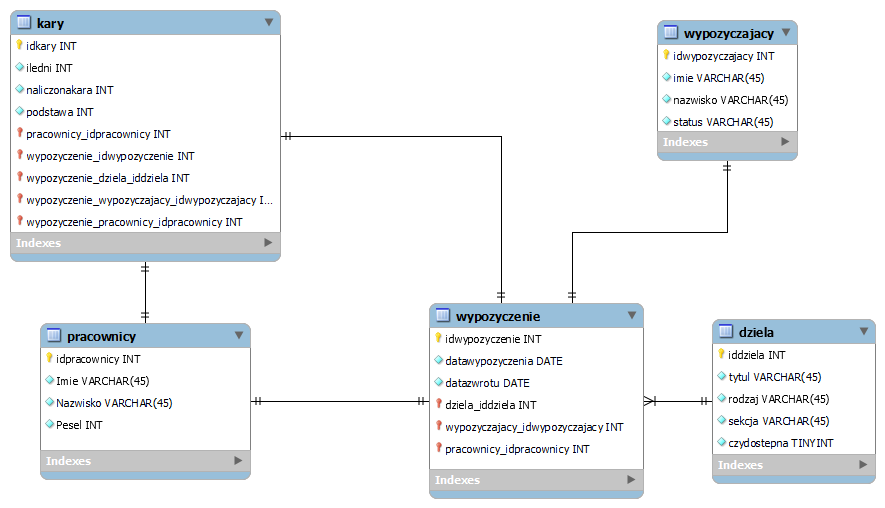 kary
idkary INT
iledni INT
naliczonakara INT
podstawa INT
pracownicy_idpracownicy INT
wypozyczenie_idwypozyczenie INT
wypozyczenie_dziela_iddziela INT
wypozyczenie_wypozyczajacy_idwypozyczajacy I...
wypozyczenie_pracownicy_idpracownicy INT
Indexes
wypozyczajacy
idwypozyczajacy INT
imie VARCHAR(45)
nazwisko VARCHAR(45)
status VARCHAR(45)
Indexes
pracownicy
idpracownicy INT
Imie VARCHAR(45)
Nazwisko VARCHAR(45)
Pesel INT
Indexes
wypozyczenie
idwypozyczenie INT
datawypozyczenia DATE
datazwrotu DATE
dziela_iddziela INT
wypozyczajacy_idwypozyczajacy INT
pracownicy_idpracownicy INT
Indexes
dziela
iddziela INT
tytul VARCHAR(45)
rodzaj VARCHAR(45)
sekcja VARCHAR(45)
czydostepna TINYINT
Indexes